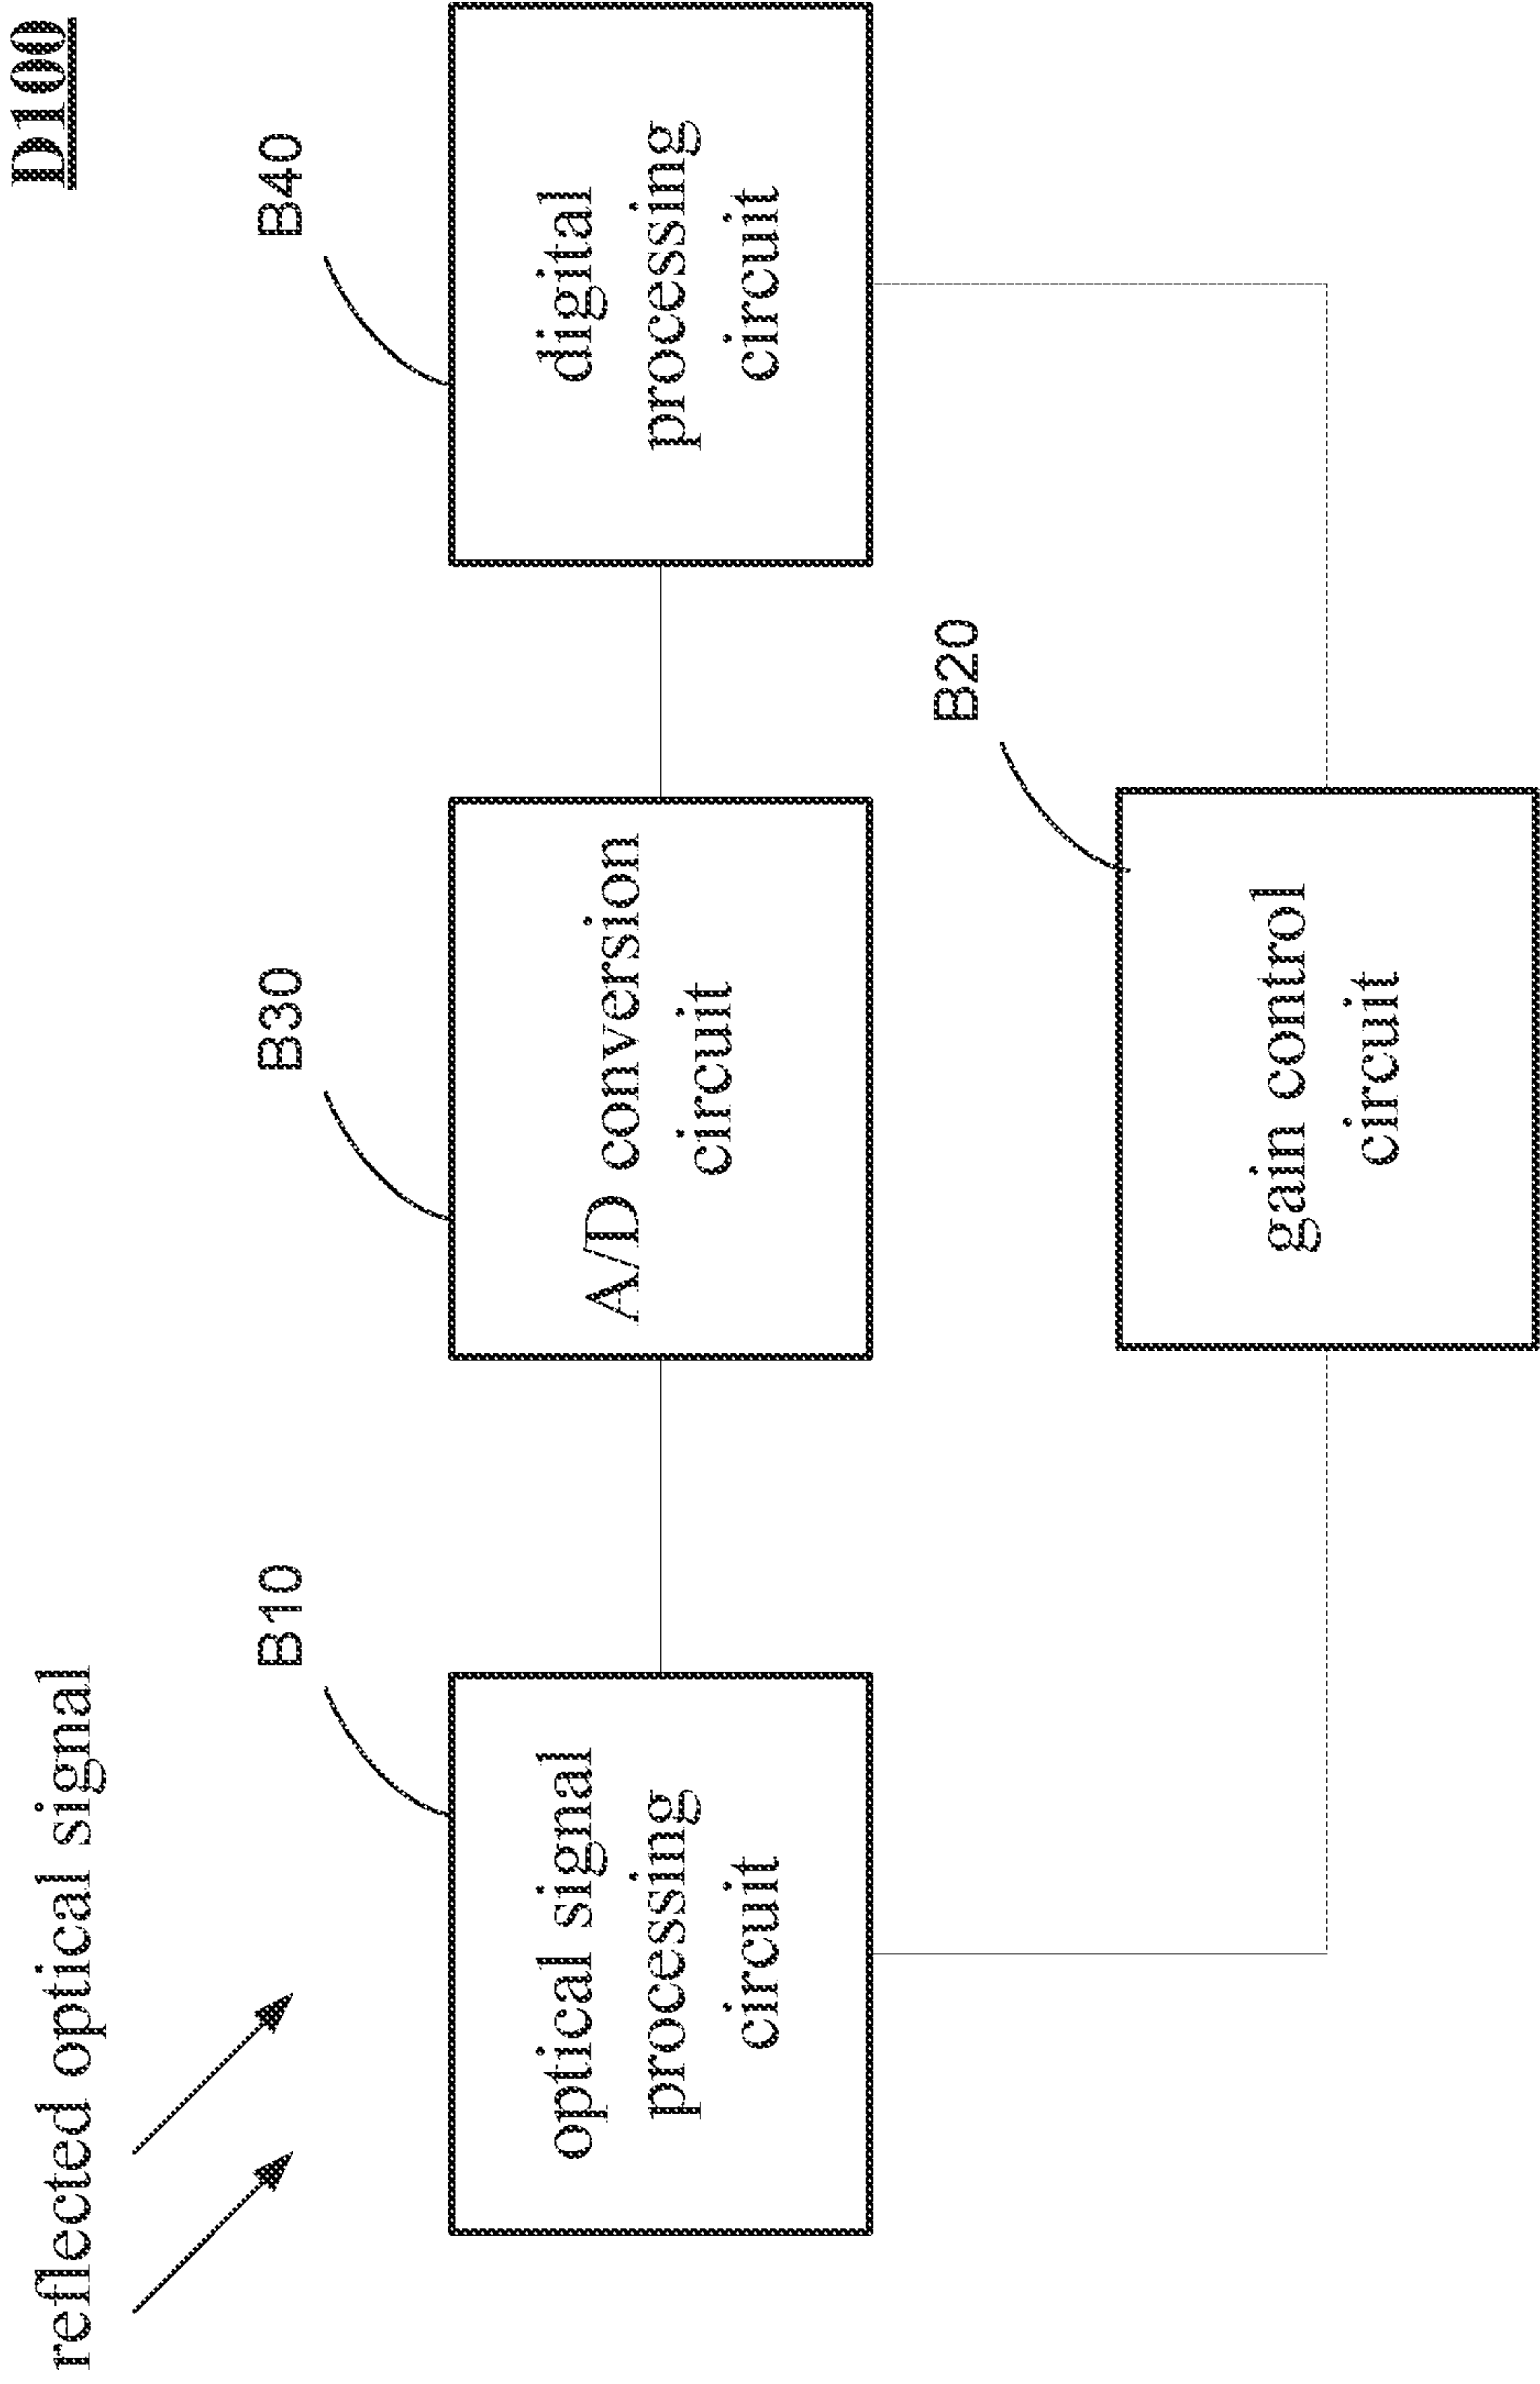 D100
reflected optical signal
B10
B30
B40
optical signal
processing
circuit
A/D conversion
circuit
digital
processing
circuit
B20
gain control
circuit